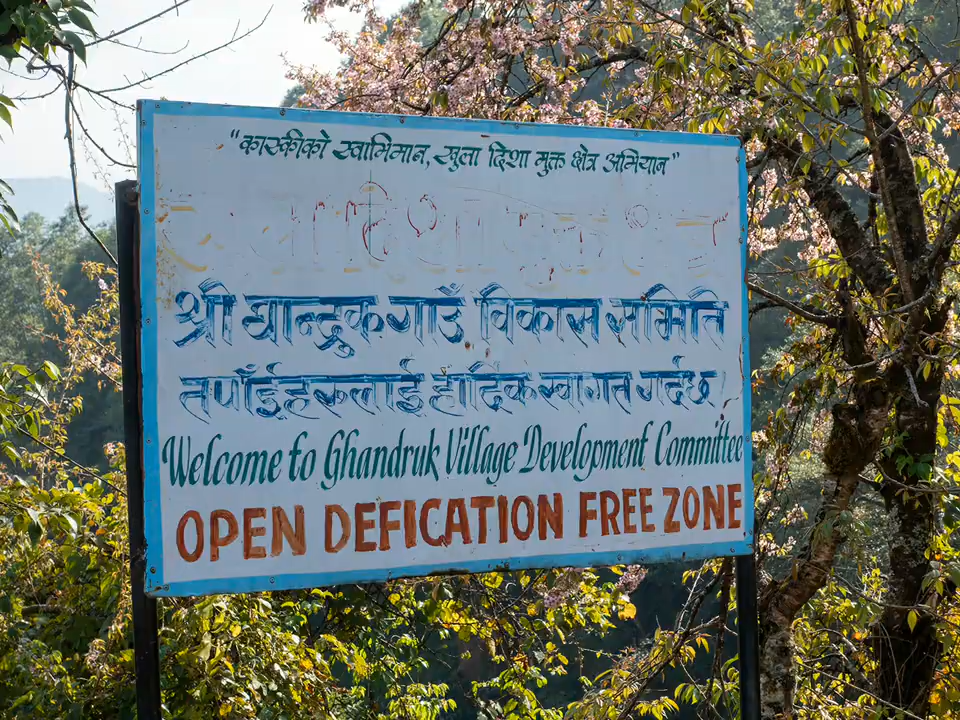 "कास्कीको स्वाभिमान, खुला दिशा मुक्त क्षेत्र अभियान"
श्री घान्द्रुक गाउँ विकास समिति
तपाँईहरुलाई हार्दिक स्वागत गर्दछ।
Welcome to Ghandruk Village Development Committee
OPEN DEFICATION FREE ZONE